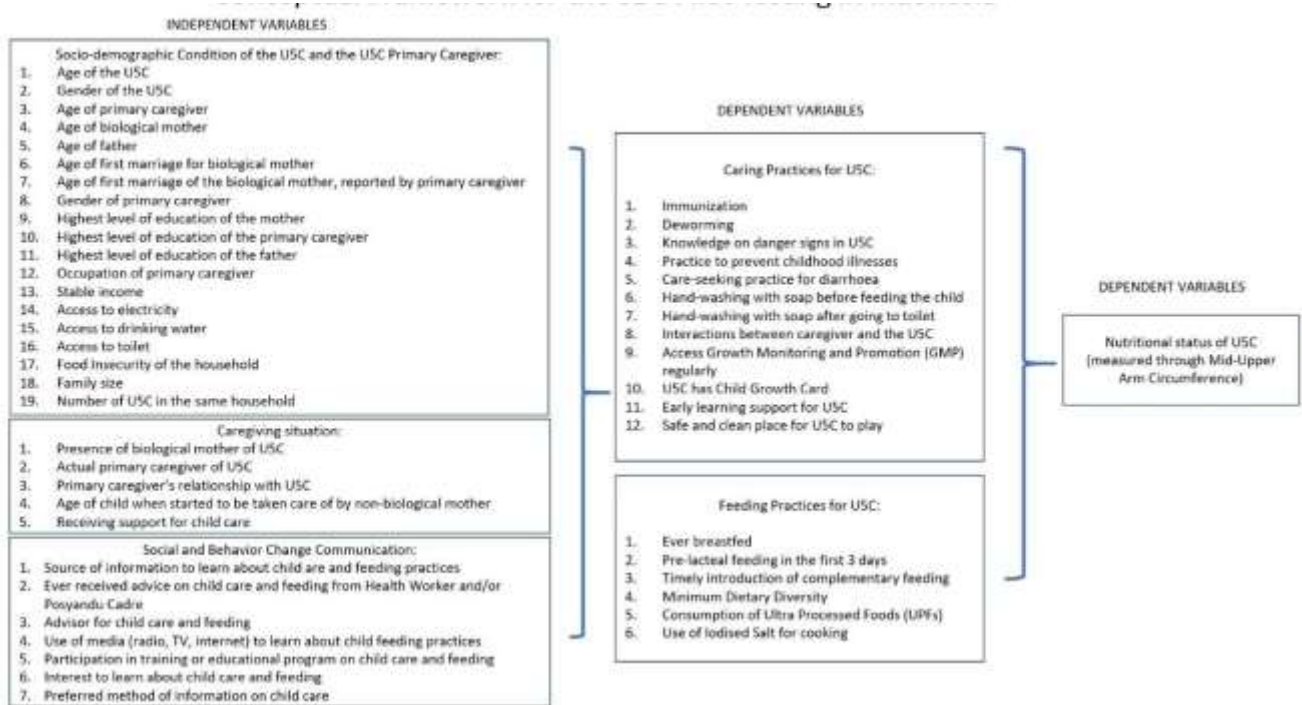 INDEPENDENT VARIABLES
Socio-demographic Condition of the U5C and the U5C Primary Caregiver:
1. Age of the U5C
2. Gender of the U5C
3. Age of primary caregiver
4. Age of biological mother
5. Age of father
6. Age of first marriage for biological mother
7. Age of first marriage of the biological mother, reported by primary caregiver
8. Gender of primary caregiver
9. Highest level of education of the mother
10. Highest level of education of the primary caregiver
11. Highest level of education of the father
12. Occupation of primary caregiver
13. Stable income
14. Access to electricity
15. Access to drinking water
16. Access to toilet
17. Food Insecurity of the household
18. Family size
19. Number of U5C in the same household
Caregiving situation:
1. Presence of biological mother of U5C
2. Actual primary caregiver of U5C
3. Primary caregiver's relationship with U5C
4. Age of child when started to be taken care of by non-biological mother
5. Receiving support for child care
Social and Behavior Change Communication:
1. Source of information to learn about child are and feeding practices
2. Ever received advice on child care and feeding from Health Worker and/or
Posyandu Cadre
3. Advisor for child care and feeding
4. Use of media (radio, TV, internet) to learn about child feeding practices
5. Participation in training or educational program on child care and feeding
6. Interest to learn about child care and feeding
7. Preferred method of information on child care
DEPENDENT VARIABLES
Caring Practices for U5C:
1. Immunization
2. Deworming
3. Knowledge on danger signs in U5C
4. Practice to prevent childhood illnesses
5. Care-seeking practice for diarrhoea
6. Hand-washing with soap before feeding the child
7. Hand-washing with soap after going to toilet
8. Interactions between caregiver and the U5C
9. Access Growth Monitoring and Promotion (GMP)
regularly
10. U5C has Child Growth Card
11. Early learning support for U5C
12. Safe and clean place for U5C to play
Feeding Practices for U5C:
1. Ever breastfed
2. Pre-lacteal feeding in the first 3 days
3. Timely introduction of complementary feeding
4. Minimum Dietary Diversity
5. Consumption of Ultra Processed Foods (UPFs)
6. Use of Iodised Salt for cooking
DEPENDENT VARIABLES
Nutritional status of U5C
(measured through Mid-Upper
Arm Circumference)